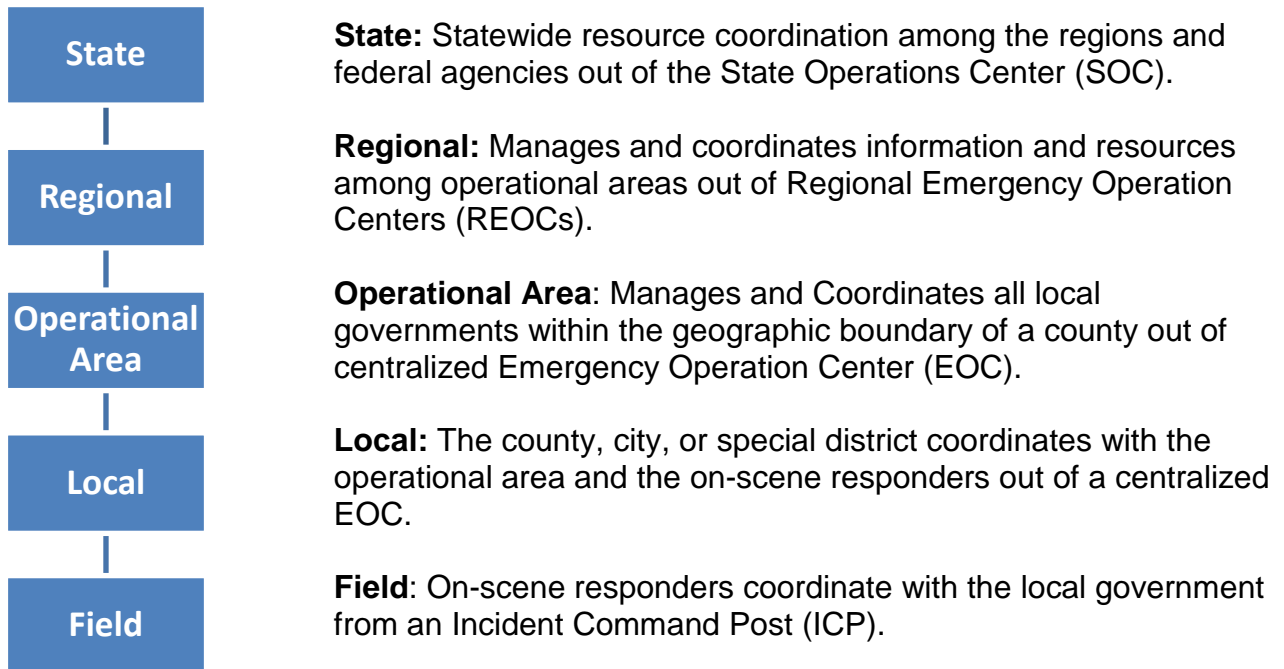 State
State: Statewide resource coordination among the regions and
federal agencies out of the State Operations Center (SOC).
Regional
Regional: Manages and coordinates information and resources
among operational areas out of Regional Emergency Operation
Centers (REOCs).
Operational
Area
Operational Area: Manages and Coordinates all local
governments within the geographic boundary of a county out of
centralized Emergency Operation Center (EOC).
Local
Local: The county, city, or special district coordinates with the
operational area and the on-scene responders out of a centralized
EOC.
Field
Field: On-scene responders coordinate with the local government
from an Incident Command Post (ICP).